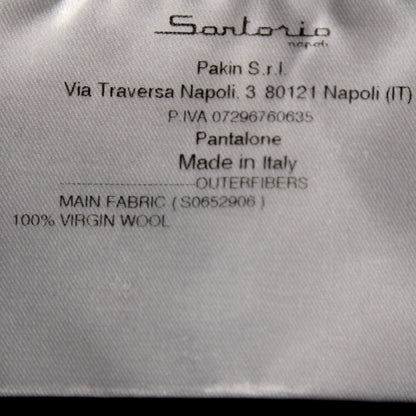 Sartorio
napoli
Pakin S.r.l.
Via Traversa Napoli, 3 80121 Napoli (IT)
P.IVA 07296760635
Pantalone
Made in Italy
--------------------------OUTERFIBERS
MAIN FABRIC ( S0652906 )
100% VIRGIN WOOL